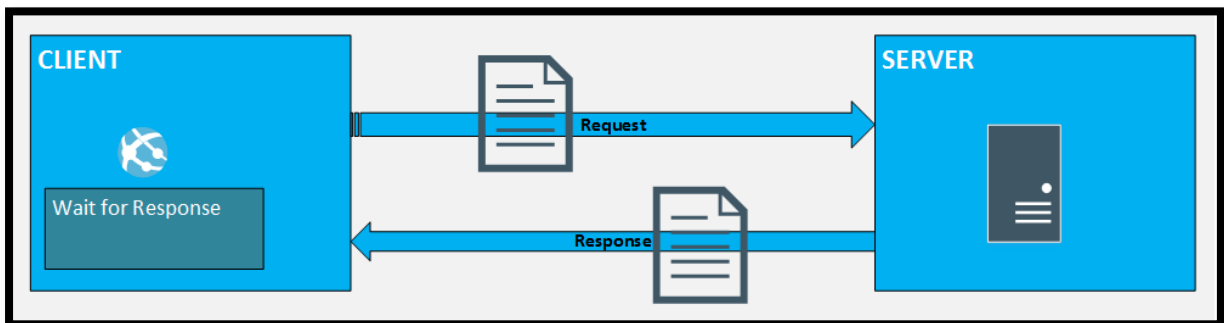 CLIENT
SERVER
Request
Wait for Response
Response